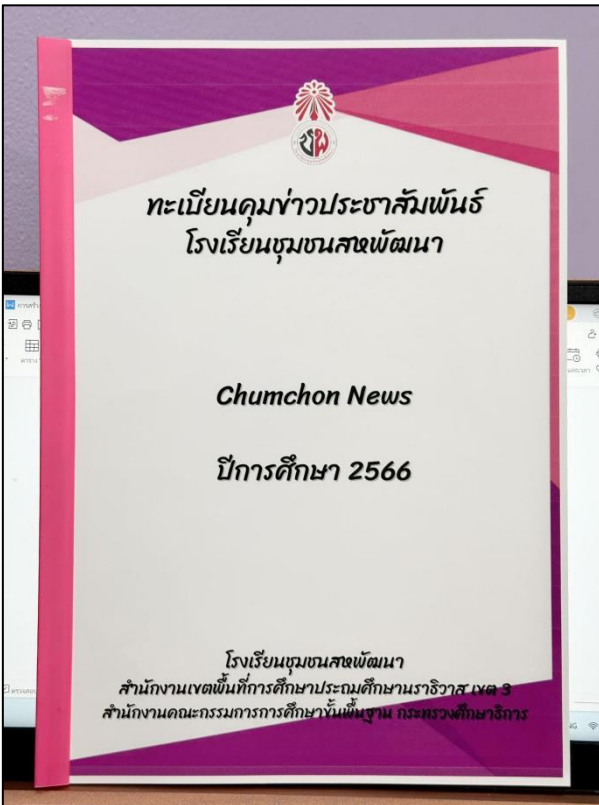 ชพ
ทะเบียนคุมข่าวประชาสัมพันธ์
โรงเรียนชุมชนสหพัฒนา
Chumchon News
ปีการศึกษา 2566
โรงเรียนชุมชนสหพัฒนา
สำนักงานเขตพื้นที่การศึกษาประถมศึกษานราธิวาส เขต 3
สำนักงานคณะกรรมการการศึกษาขั้นพื้นฐาน กระทรวงศึกษาธิการ